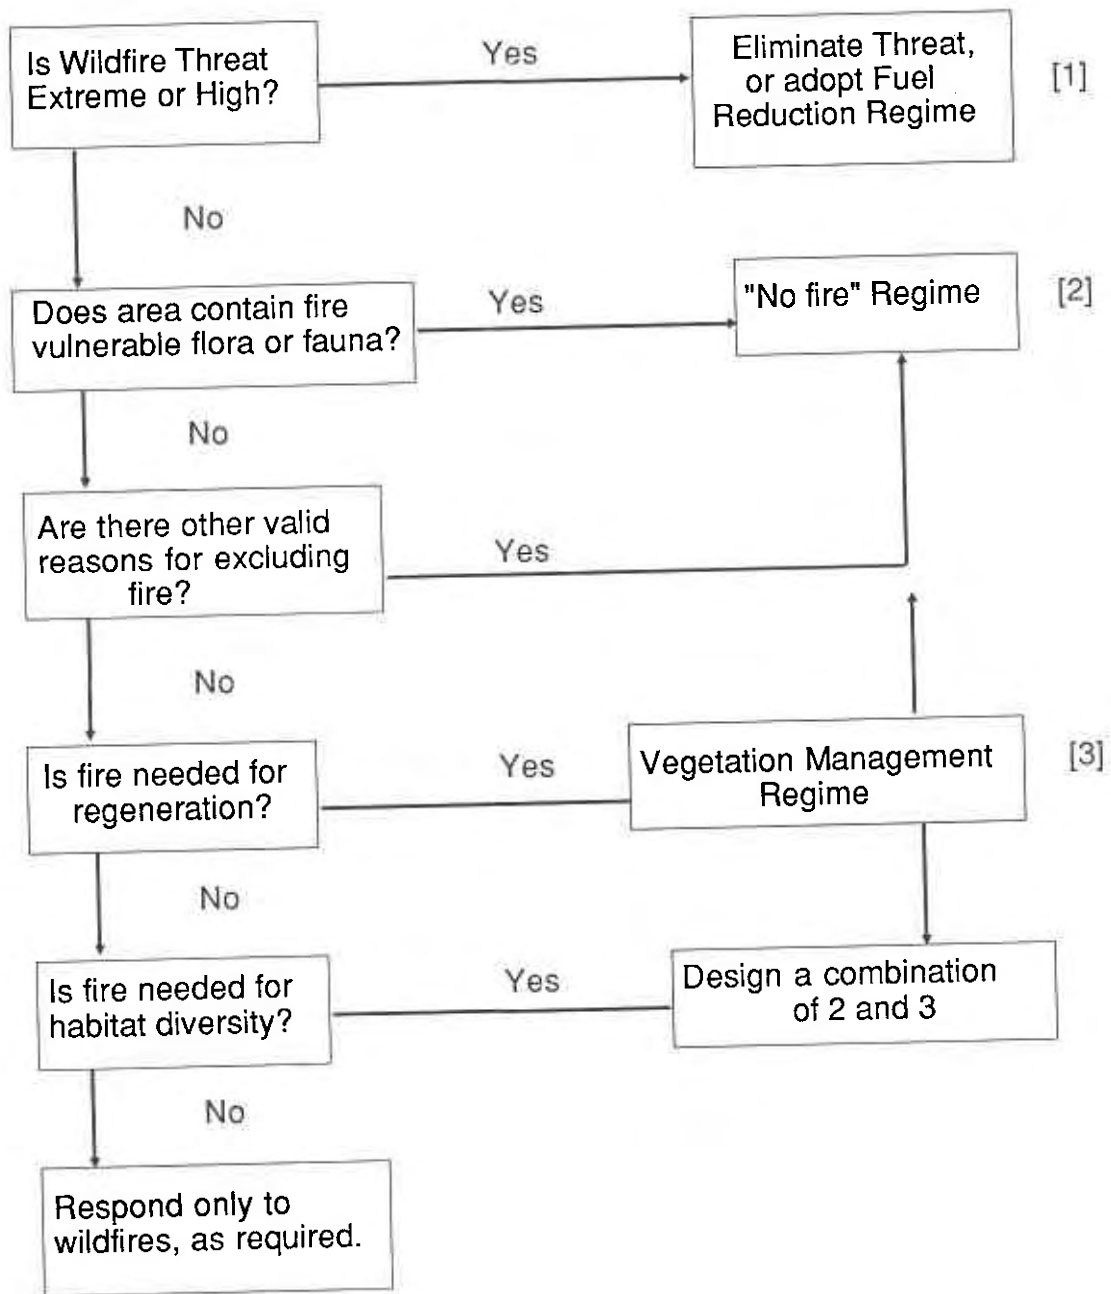 Is Wildfire Threat
Extreme or High?
Yes
Eliminate Threat,
or adopt Fuel
Reduction Regime
[1]
No
Does area contain fire
vulnerable flora or fauna?
Yes
"No fire" Regime
[2]
No
Are there other valid
reasons for excluding
fire?
Yes
No
Is fire needed for
regeneration?
Yes
Vegetation Management
Regime
[3]
No
Is fire needed for
habitat diversity?
Yes
Design a combination
of 2 and 3
No
Respond only to
wildfires, as required.